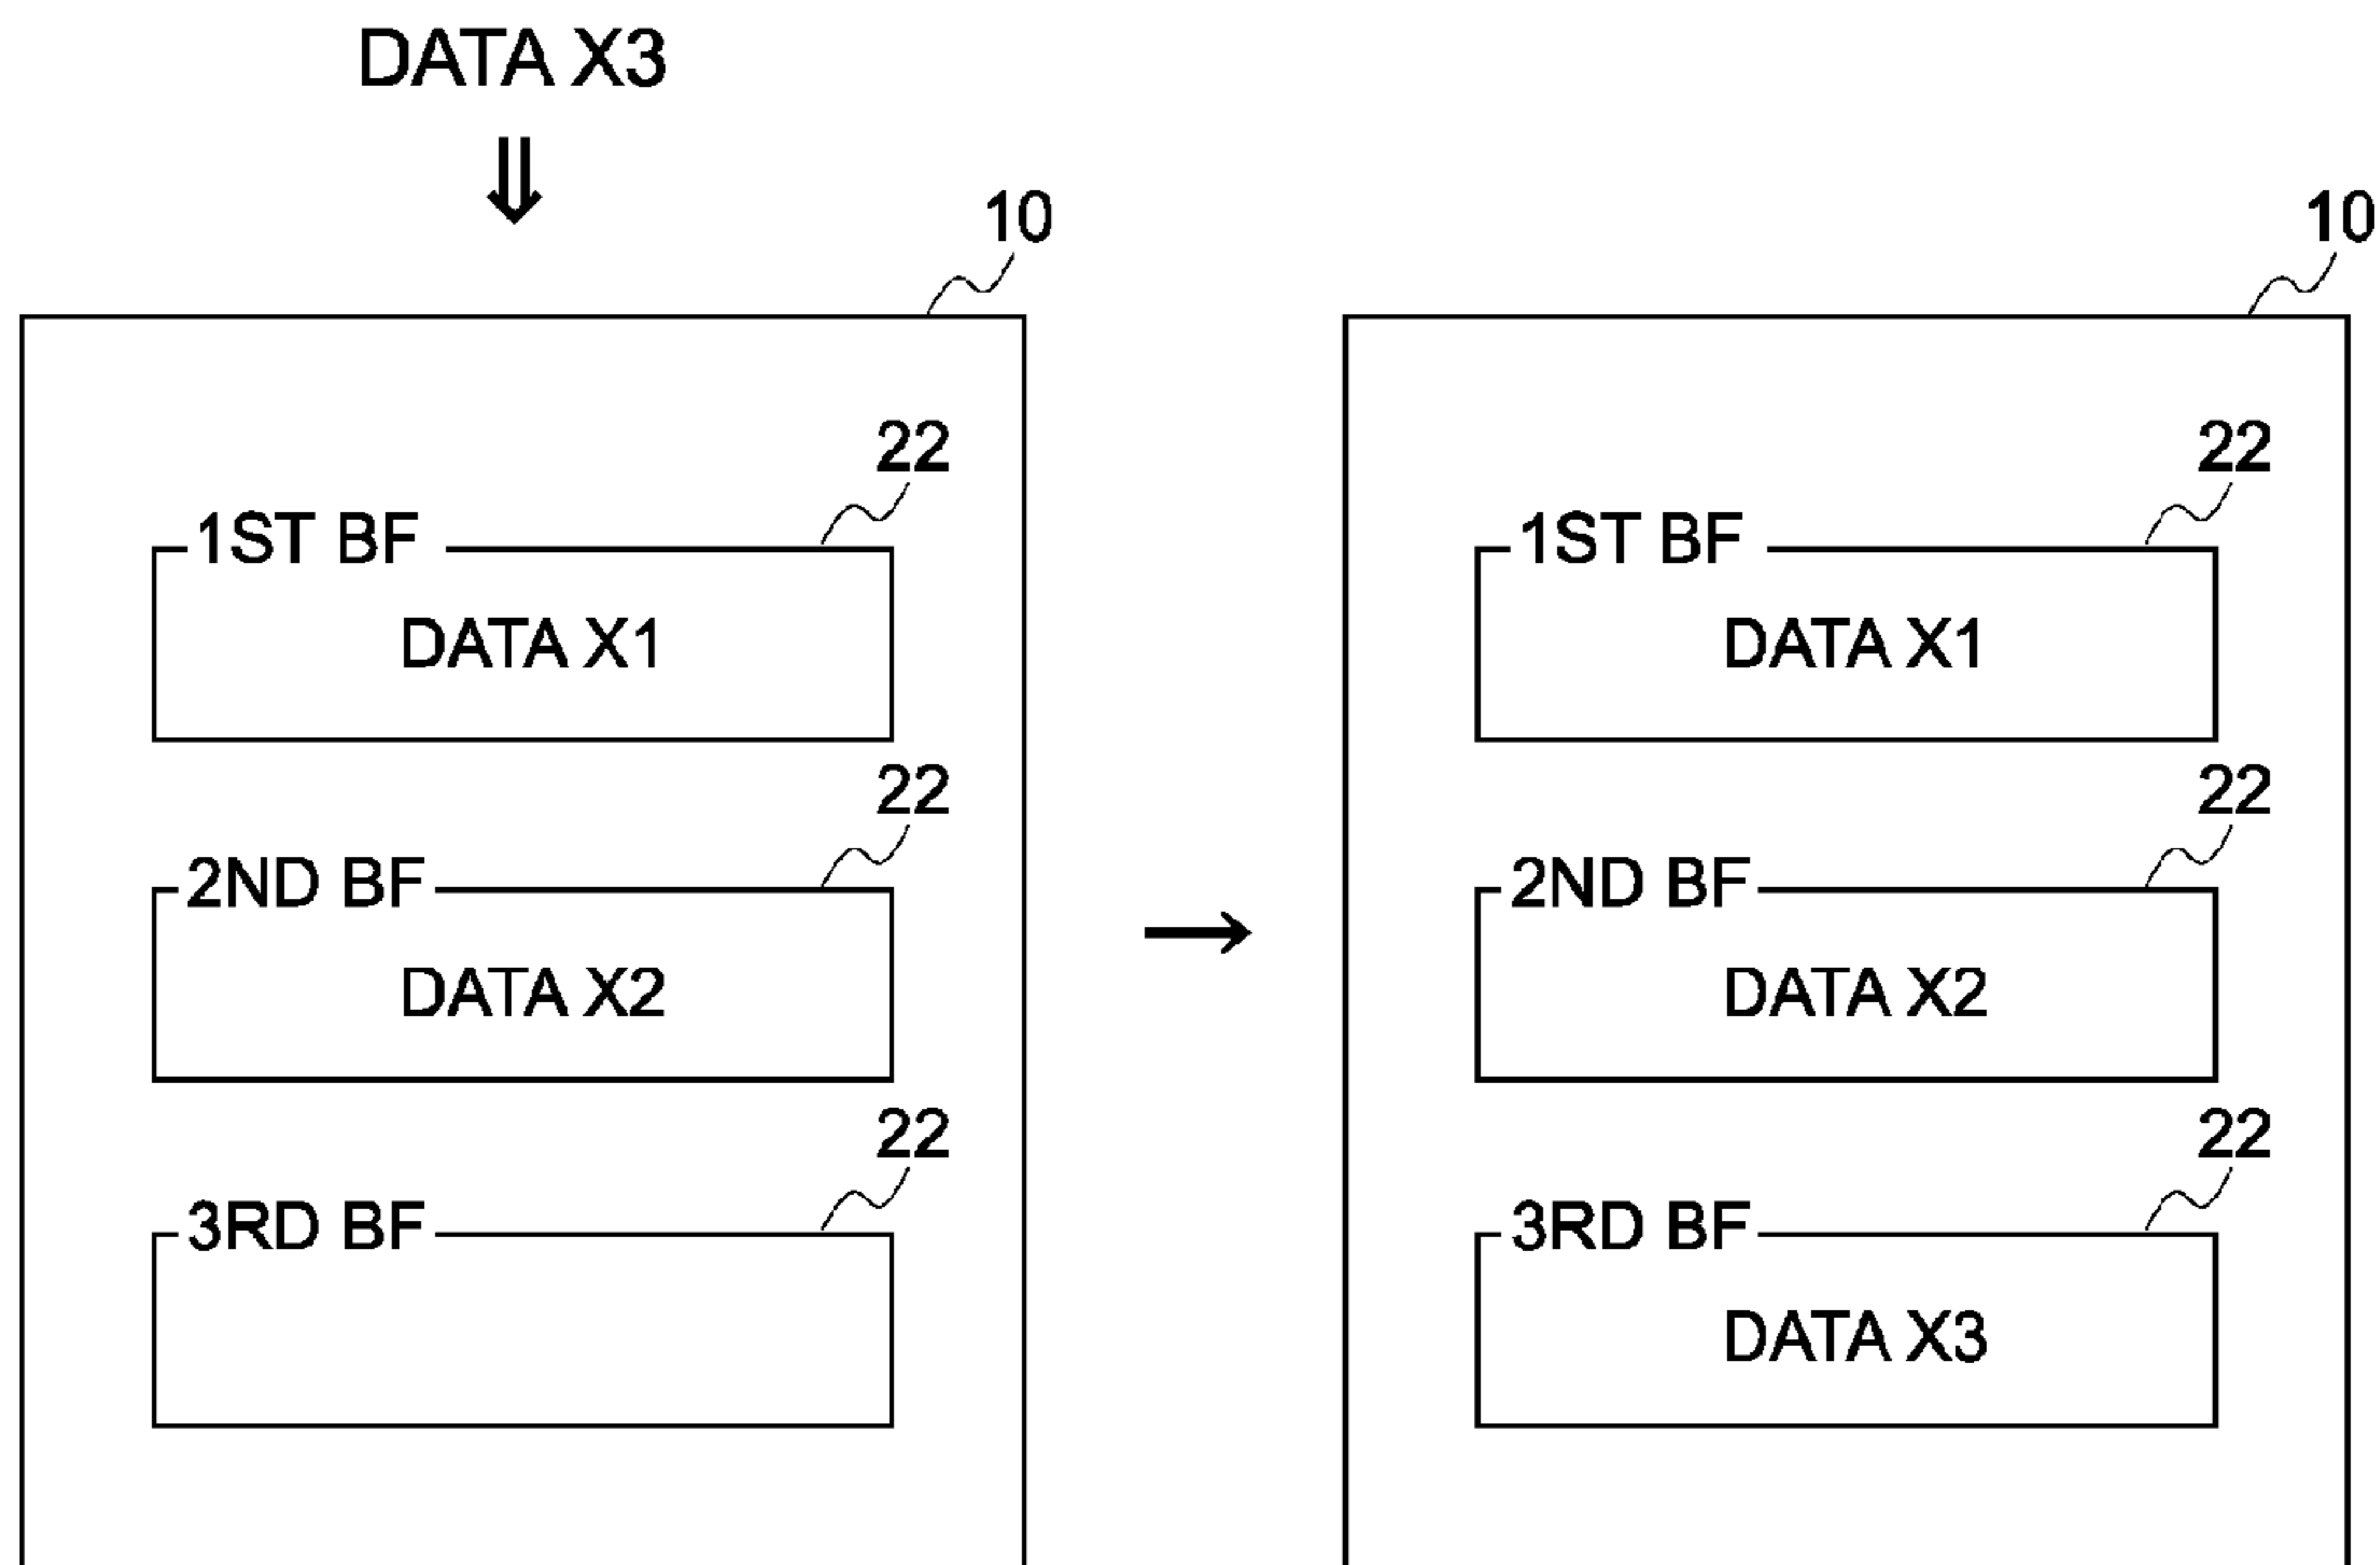 DATA X3
10
22
1ST BF
DATA X1
22
2ND BF
DATA X2
22
3RD BF
10
22
1ST BF
DATA X1
22
2ND BF
DATA X2
22
3RD BF
DATA X3